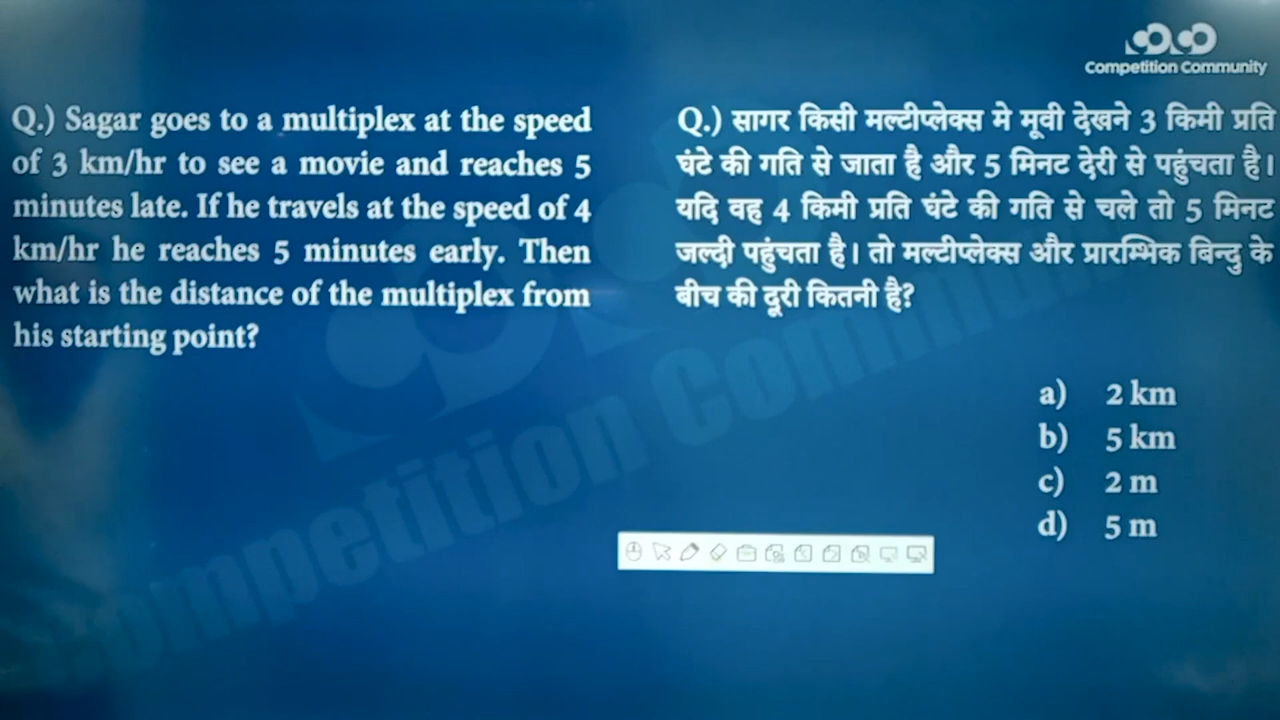 Competition Community
Q.) Sagar goes to a multiplex at the speed
of 3 km/hr to see a movie and reaches 5
minutes late. If he travels at the speed of 4
km/hr he reaches 5 minutes early. Then
what is the distance of the multiplex from
his starting point?
Q.) सागर किसी मल्टीप्लेक्स मे मूवी देखने 3 किमी प्रति
घंटे की गति से जाता है और 5 मिनट देरी से पहुंचता है।
यदि वह 4 किमी प्रति घंटे की गति से चले तो 5 मिनट
जल्दी पहुंचता है। तो मल्टीप्लेक्स और प्रारम्भिक बिन्दु के
बीच की दूरी कितनी है?
a) 2 km
b) 5 km
c) 2 m
d) 5 m
Competition Commun